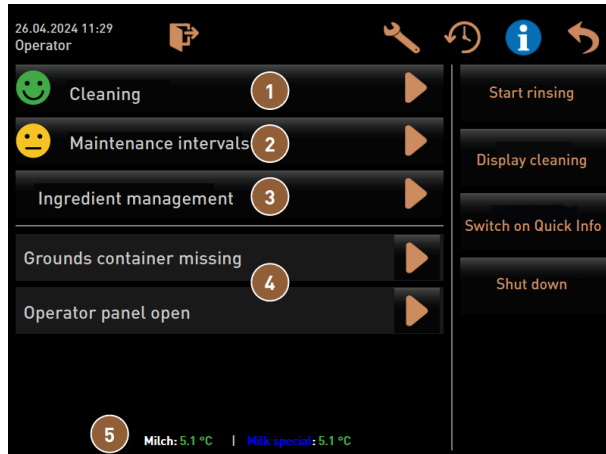 26.04.2024 11:29
Operator
i
Cleaning
1
Maintenance intervals
2
Ingredient management
3
Grounds container missing
4
Operator panel open
5
Milch: 5.1 °C | Milk special: 5.1 °C
Start rinsing
Display cleaning
Switch on Quick Info
Shut down